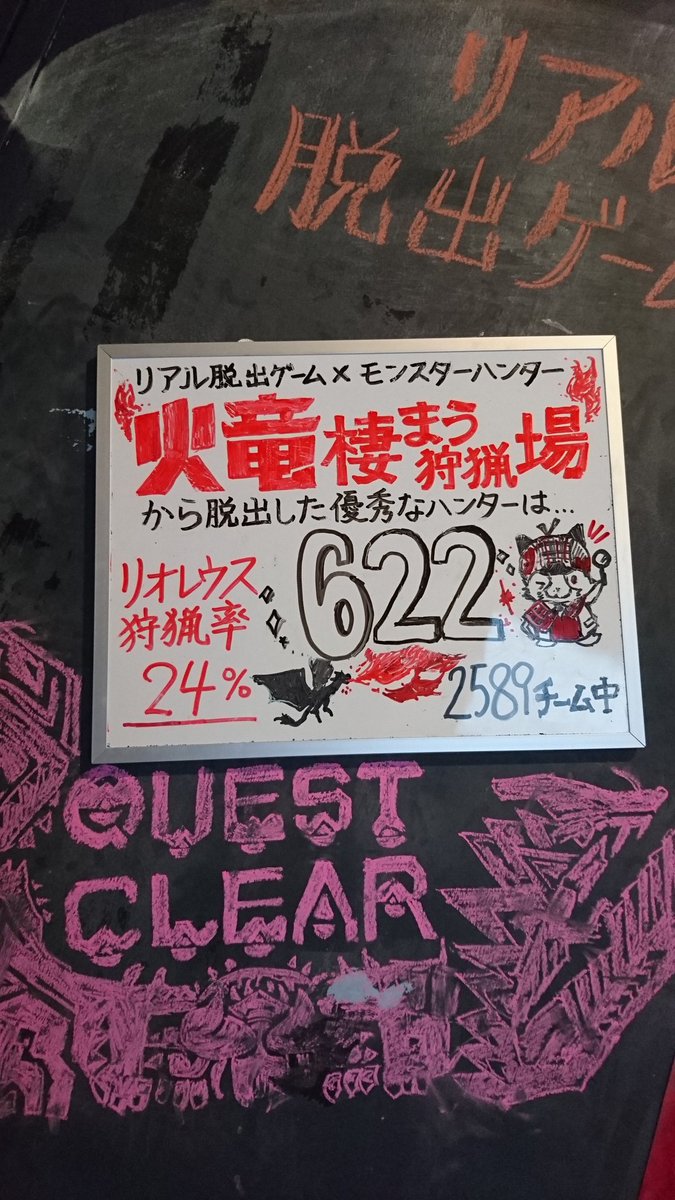 リアル
脱出ゲーム
リアル脱出ゲーム×モンスターハンター
火竜棲まう狩猟場
から脱出した優秀なハンターは…
622
リオレウス
狩猟率
24%
2589チーム中
QUEST
CLEAR